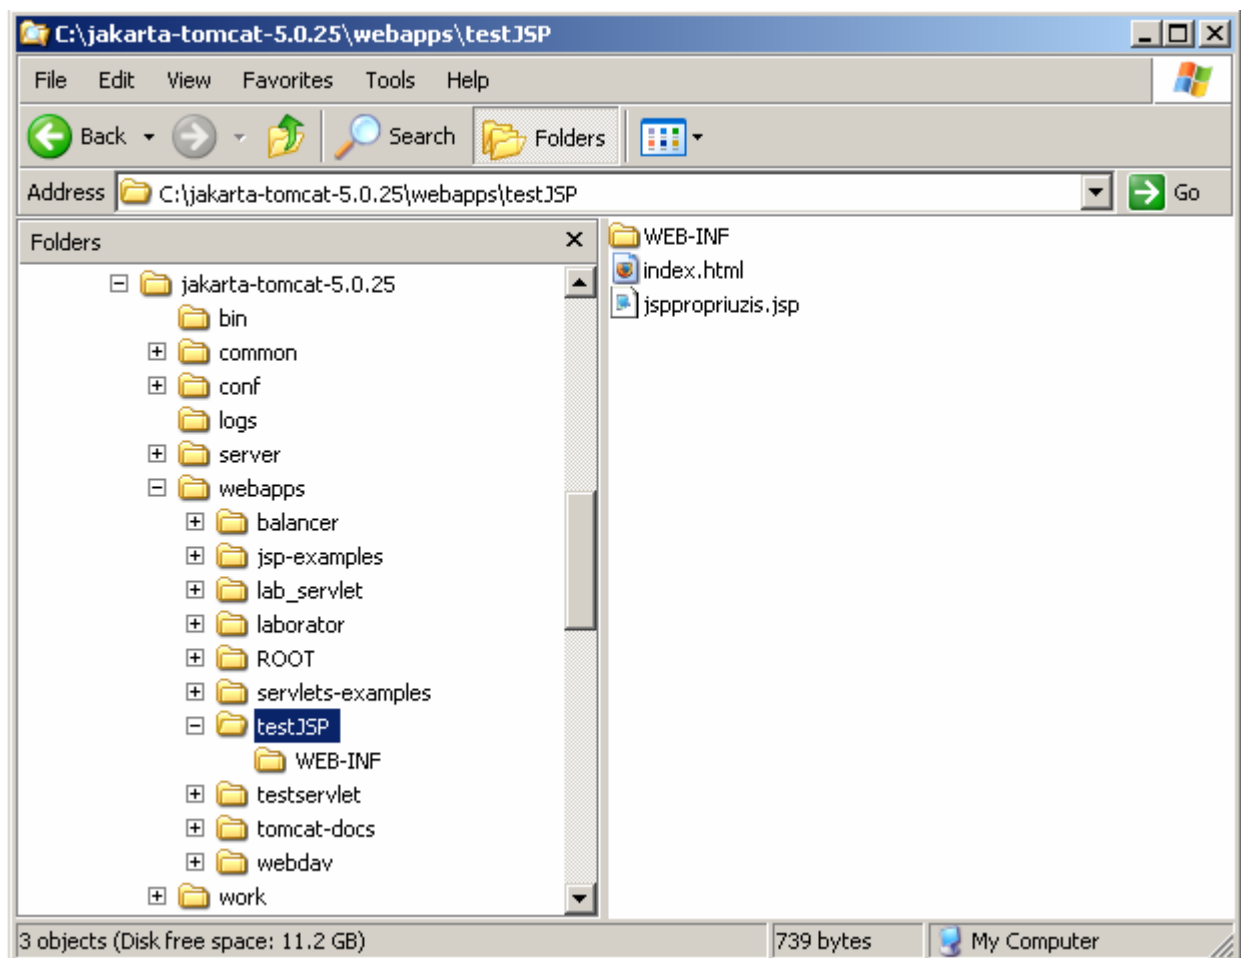 C:\jakarta-tomcat-5.0.25\webapps\testJSP
File Edit View Favorites Tools Help
Back Search Folders
Address C:\jakarta-tomcat-5.0.25\webapps\testJSP Go
Folders
jakarta-tomcat-5.0.25
bin
common
conf
logs
server
webapps
balancer
jsp-examples
lab_servlet
laborator
ROOT
servlets-examples
testJSP
WEB-INF
testservlet
tomcat-docs
webdav
work
WEB-INF
index.html
jsppropriuzis.jsp
3 objects (Disk free space: 11.2 GB) 739 bytes My Computer